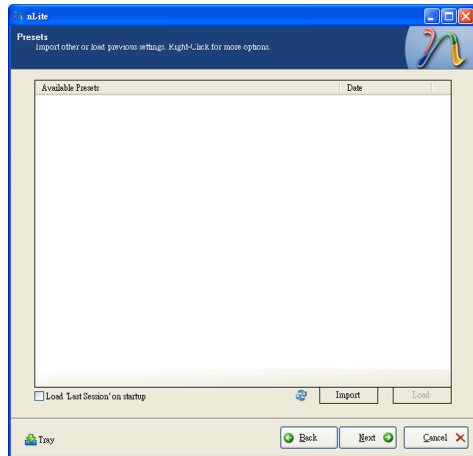 nLite
Presets
Import other or load previous settings. Right-Click for more options.
Available Presets Date
Load 'Last Session' on startup Import Load
Tray Back Next Cancel